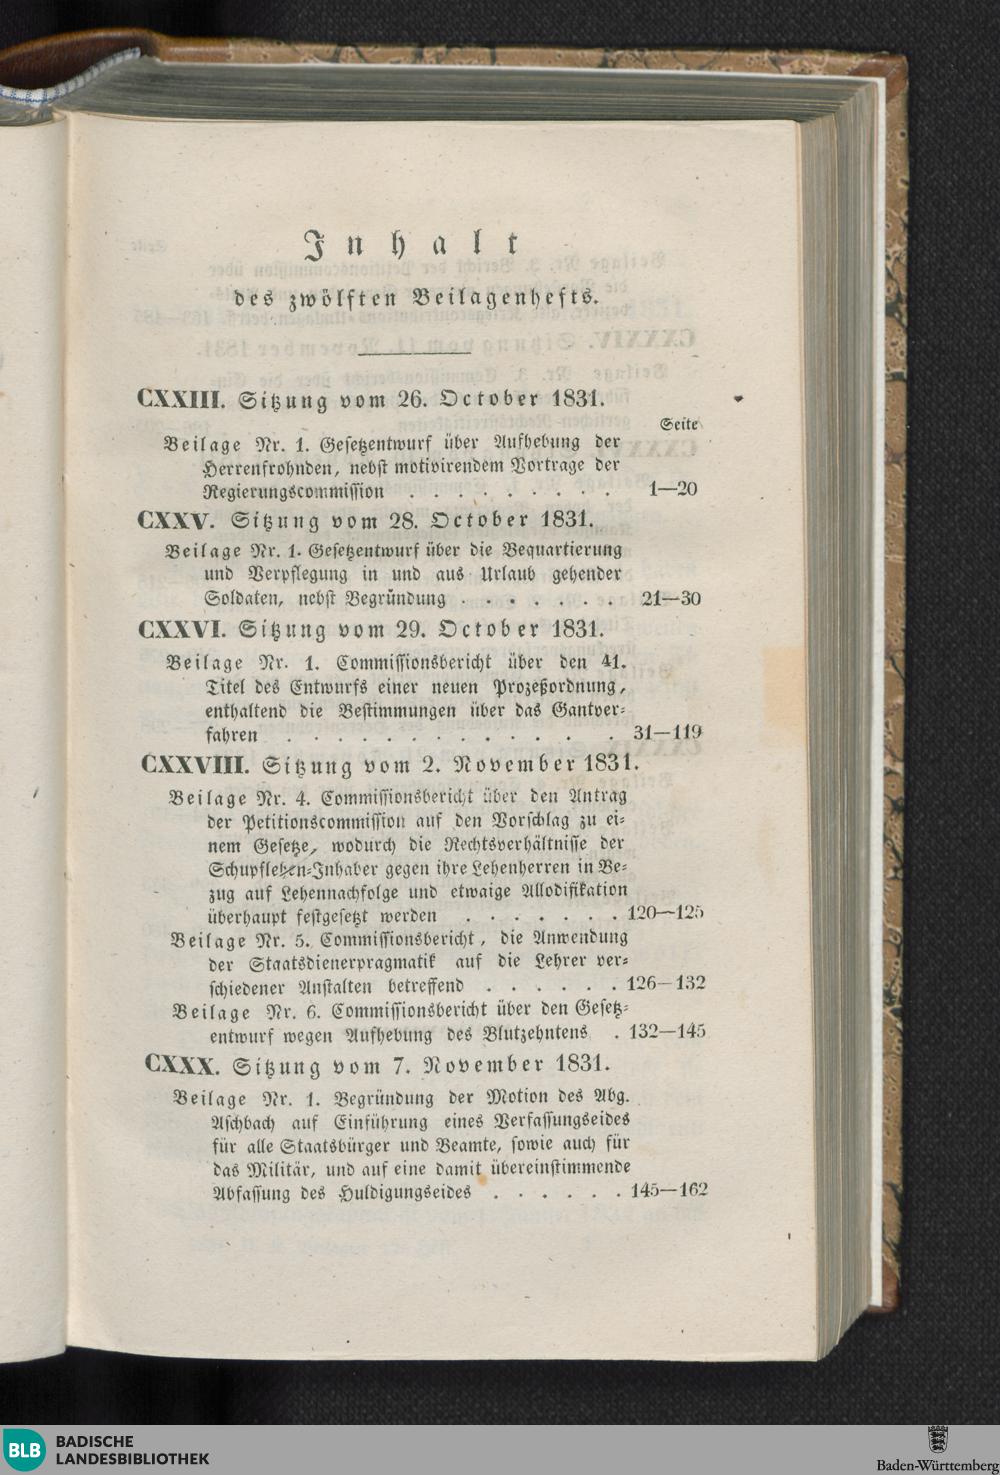 Inhalt
des zwölften Beilagenhefts.
CXXIII. Sitzung vom 26. October 1831.
Seite
Beilage Nr. 1. Gesetzentwurf über Aufhebung der
Herrenfrohnden, nebst motivirendem Vortrage der
Regierungscommission . . . . . . . . . 1—20
CXXV. Sitzung vom 28. October 1831.
Beilage Nr. 1. Gesetzentwurf über die Bequartierung
und Verpflegung in und aus Urlaub gehender
Soldaten, nebst Begründung . . . . . . . 21—30
CXXVI. Sitzung vom 29. October 1831.
Beilage Nr. 1. Commissionsbericht über den 41.
Titel des Entwurfs einer neuen Prozeßordnung,
enthaltend die Bestimmungen über das Gantver-
fahren . . . . . . . . . . . . . 31—119
CXXVIII. Sitzung vom 2. November 1831.
Beilage Nr. 4. Commissionsbericht über den Antrag
der Petitionscommission auf den Vorschlag zu ei-
nem Gesetze, wodurch die Rechtsverhältnisse der
Schupflehen-Inhaber gegen ihre Lehenherren in Be-
zug auf Lehennachfolge und etwaige Allodifikation
überhaupt festgesetzt werden . . . . . . . 120—125
Beilage Nr. 5. Commissionsbericht, die Anwendung
der Staatsdienerpragmatik auf die Lehrer ver-
schiedener Anstalten betreffend . . . . . . 126—132
Beilage Nr. 6. Commissionsbericht über den Gesetz-
entwurf wegen Aufhebung des Blutzehntens . 132—145
CXXX. Sitzung vom 7. November 1831.
Beilage Nr. 1. Begründung der Motion des Abg.
Aschbach auf Einführung eines Verfassungseides
für alle Staatsbürger und Beamte, sowie auch für
das Militär, und auf eine damit übereinstimmende
Abfassung des Huldigungseides . . . . . . 145—162
BLB
BADISCHE
LANDESBIBLIOTHEK
Baden-Württemberg